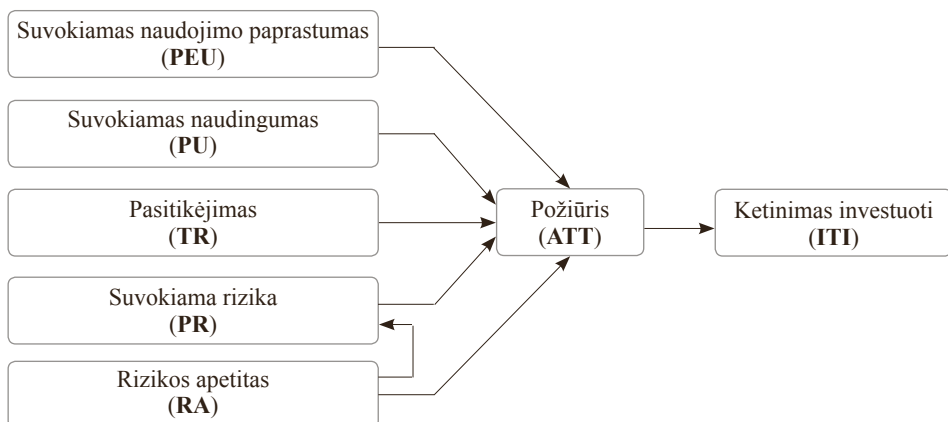 Suvokiamas naudojimo paprastumas
(PEU)
Suvokiamas naudingumas
(PU)
Pasitikėjimas
(TR)
Suvokiama rizika
(PR)
Rizikos apetitas
(RA)
Požiūris
(ATT)
Ketinimas investuoti
(ITI)